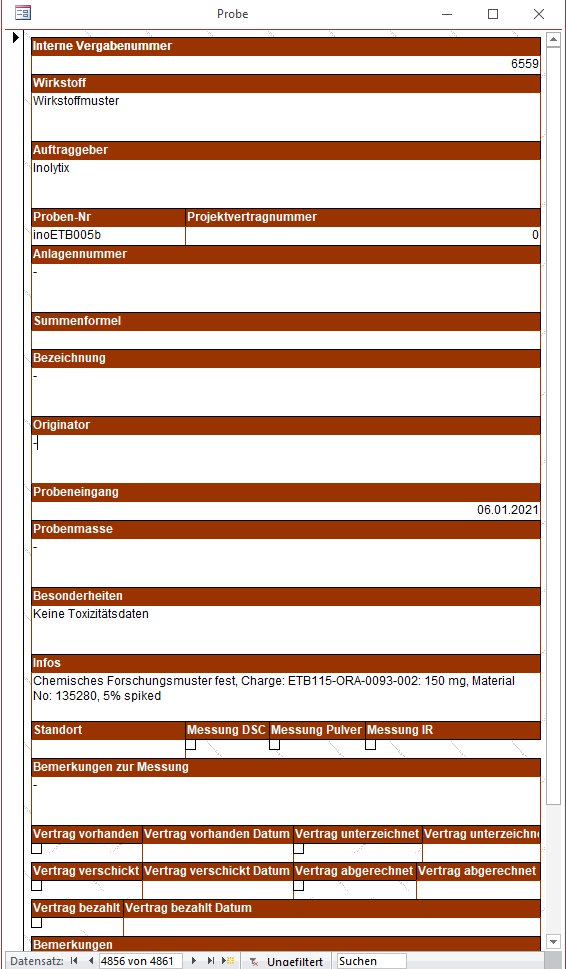 Probe
Interne Vergabenummer
6559
Wirkstoff
Wirkstoffmuster
Auftraggeber
Inolytix
Proben-Nr Projektvertragnummer
inoETB005b 0
Anlagennummer
-
Summenformel
Bezeichnung
-
Originator
-
Probeneingang
06.01.2021
Probenmasse
-
Besonderheiten
Keine Toxizitätsdaten
Infos
Chemisches Forschungsmuster fest, Charge: ETB115-ORA-0093-002: 150 mg, Material
No: 135280, 5% spiked
Standort Messung DSC Messung Pulver Messung IR
Bemerkungen zur Messung
-
Vertrag vorhanden Vertrag vorhanden Datum Vertrag unterzeichnet Vertrag unterzeichne
Vertrag verschickt Vertrag verschickt Datum Vertrag abgerechnet Vertrag abgerechnet
Vertrag bezahlt Vertrag bezahlt Datum
Bemerkungen
Datensatz: 4856 von 4861 Ungefiltert Suchen